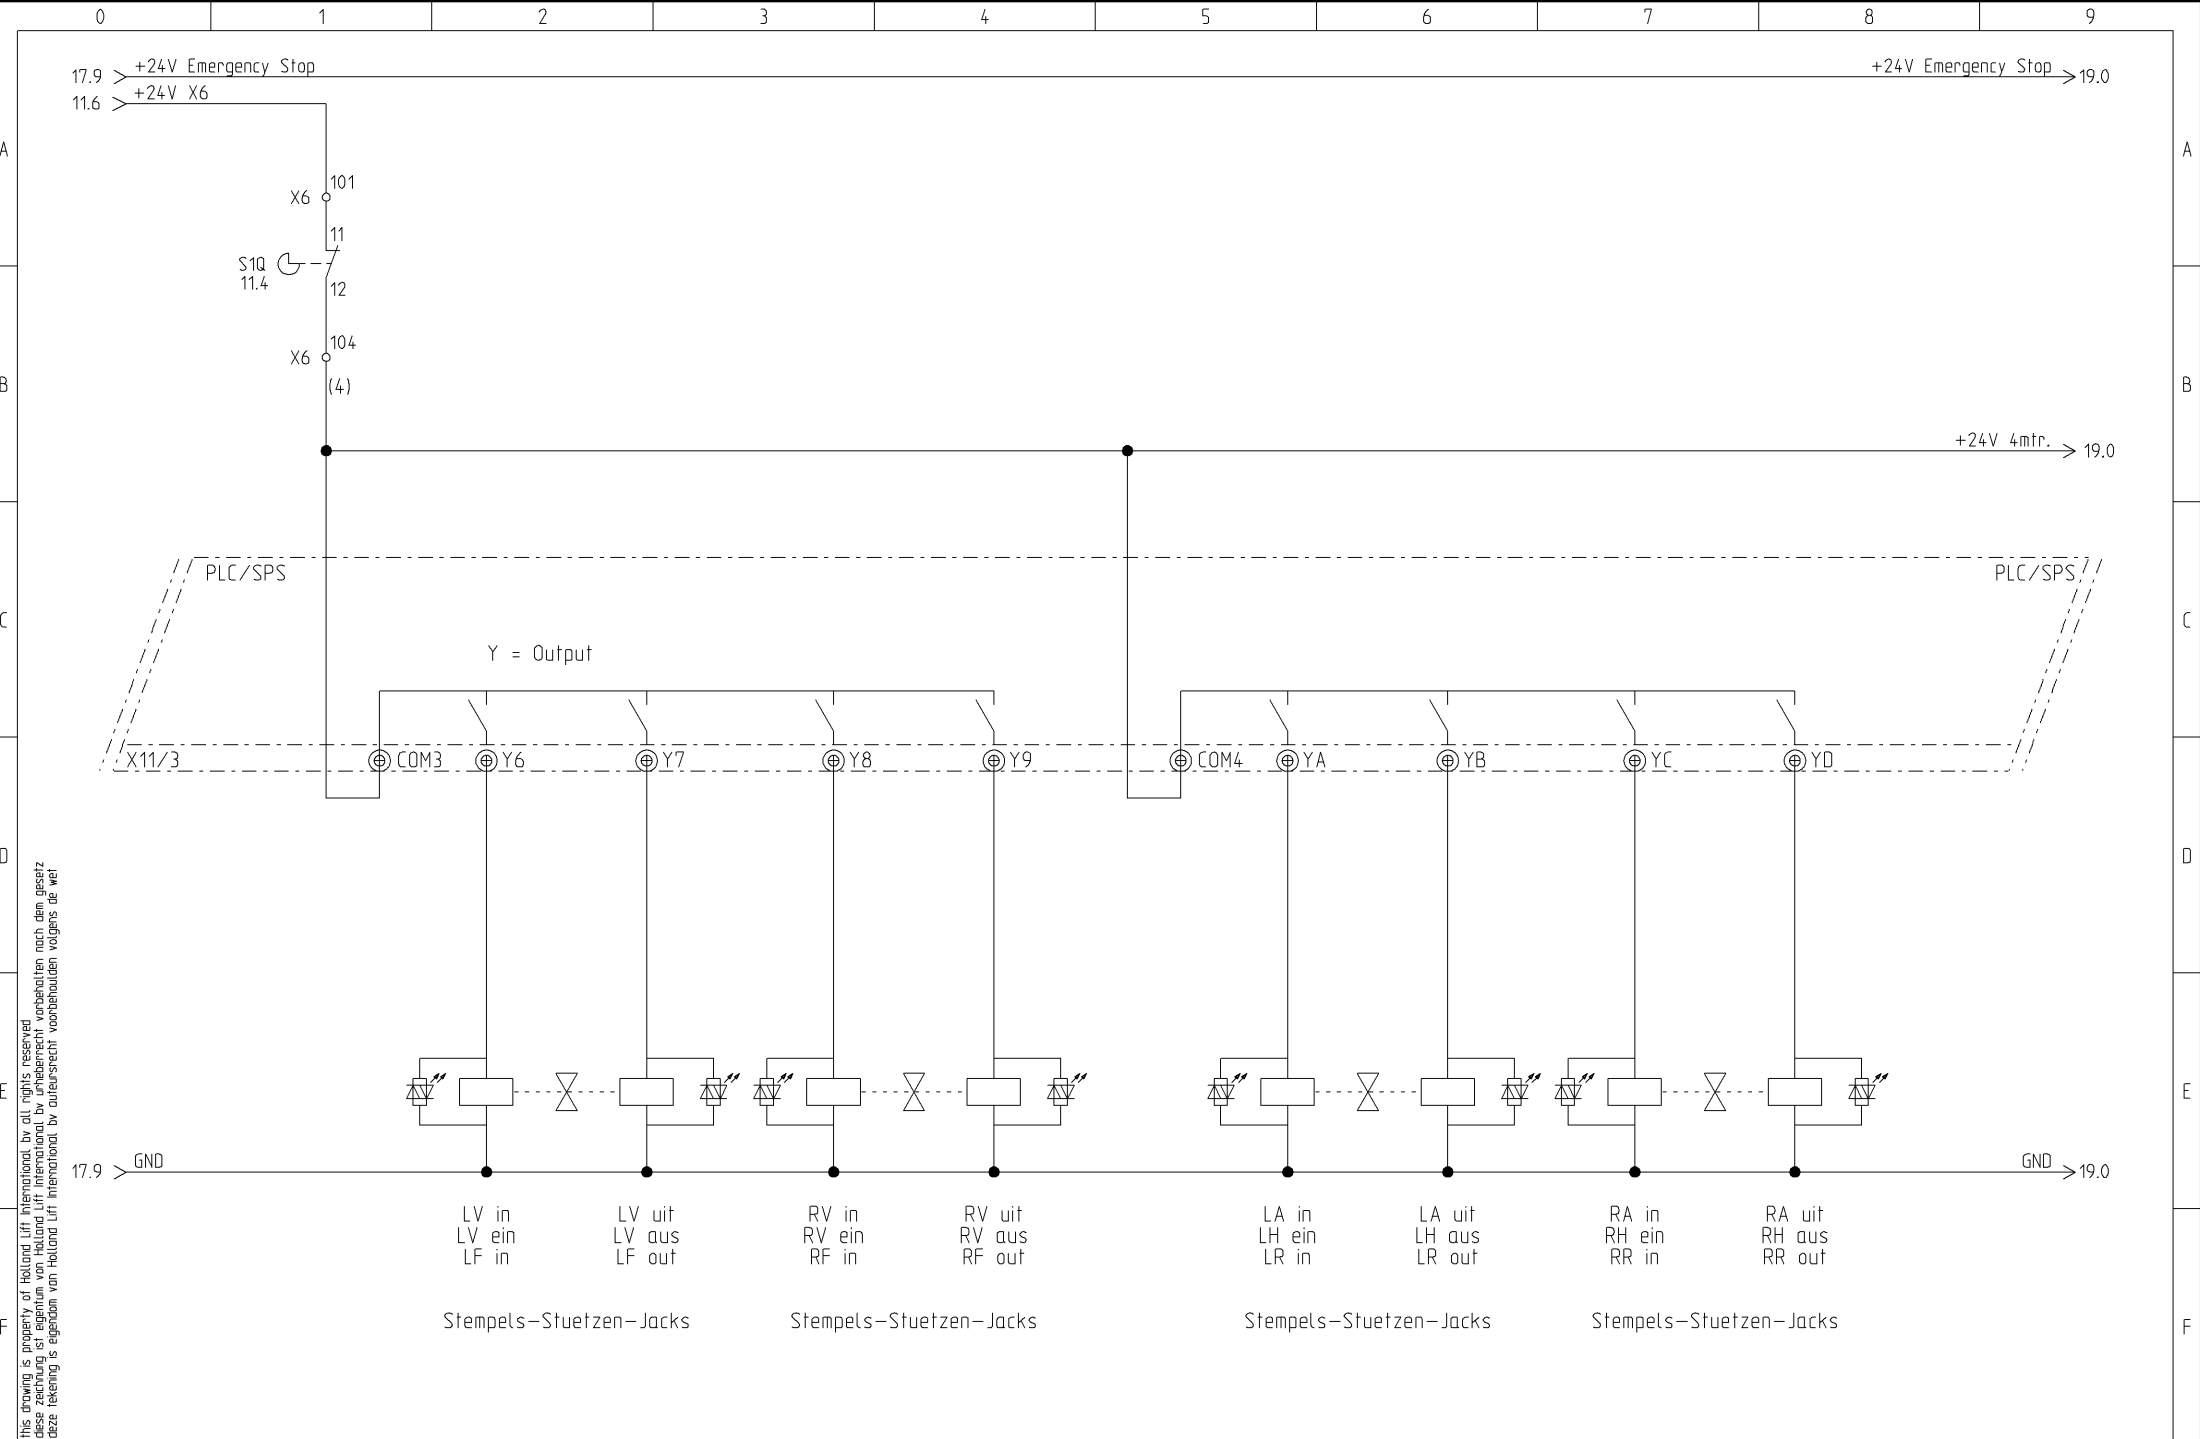 0 1 2 3 4 5 6 7 8 9
17.9 +24V Emergency Stop +24V Emergency Stop 19.0
11.6 +24V X6
A A
101
X6
11
S1Q
11.4
12
104
X6
B (4) B
+24V 4mtr. 19.0
PLC/SPS PLC/SPS
C C
Y = Output
X11/3 COM3 Y6 Y7 Y8 Y9 COM4 YA YB YC YD
D D
E E
17.9 GND GND 19.0
LV in LV uit RV in RV uit LA in LA uit RA in RA uit
LV ein LV aus RV ein RV aus LH ein LH aus RH ein RH aus
LF in LF out RF in RF out LR in LR out RR in RR out
Stempels-Stuetzen-Jacks Stempels-Stuetzen-Jacks Stempels-Stuetzen-Jacks Stempels-Stuetzen-Jacks
F F
this drawing is property of Holland Lift International bv all rights reserved
diese zeichnung ist eigentum von Holland Lift International bv urheberrecht vorbehalten nach dem gesetz
deze tekening is eigendom van Holland Lift International bv auteursrecht voorbehouden volgens de wet